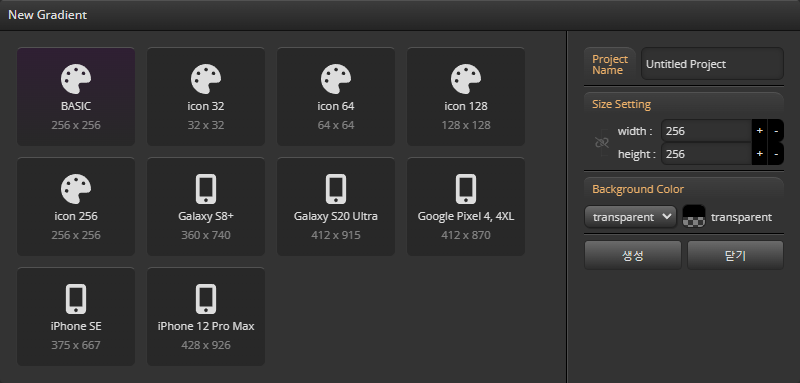 New Gradient
BASIC
256 x 256
icon 32
32 x 32
icon 64
64 x 64
icon 128
128 x 128
icon 256
256 x 256
Galaxy S8+
360 x 740
Galaxy S20 Ultra
412 x 915
Google Pixel 4, 4XL
412 x 870
iPhone SE
375 x 667
iPhone 12 Pro Max
428 x 926
Project
Name
Untitled Project
Size Setting
width : 256 + -
height : 256 + -
Background Color
transparent transparent
생성 닫기